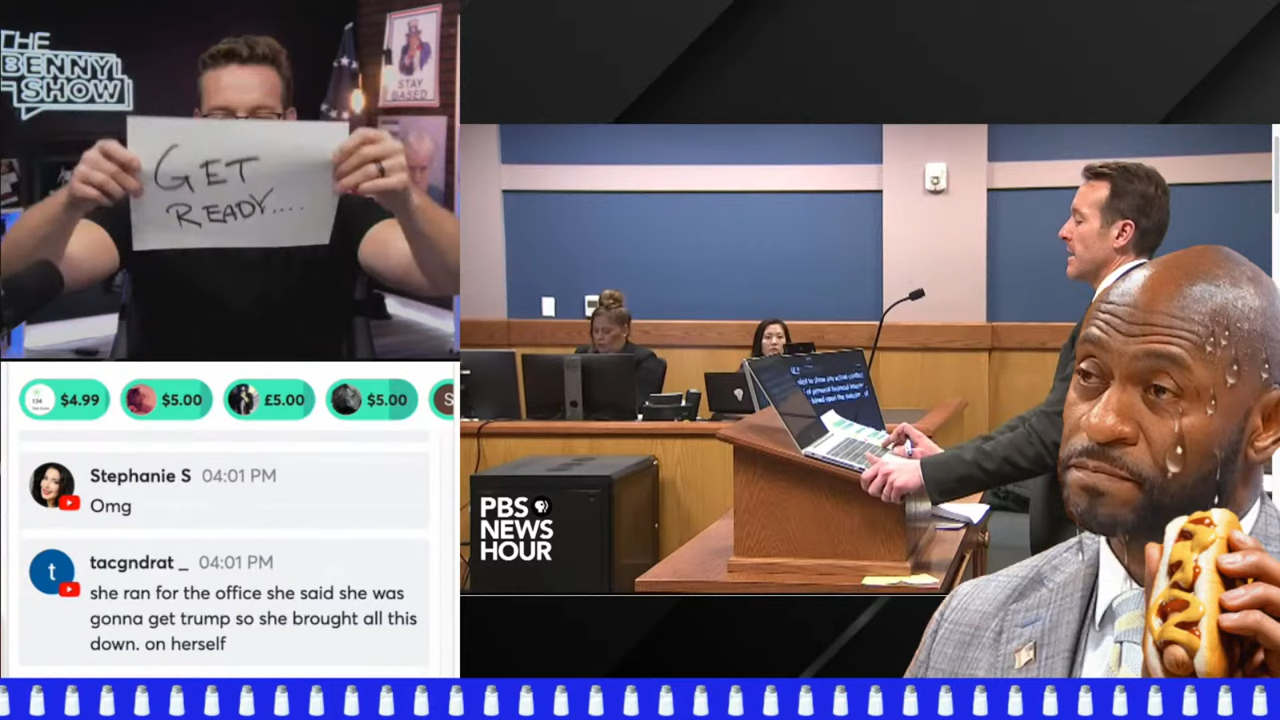 THE
BENNY
SHOW
STAY
BASED
GET
READY....
$4.99
$5.00
£5.00
$5.00
S
Stephanie S 04:01 PM
Omg
t
tacgndrat _ 04:01 PM
she ran for the office she said she was
gonna get trump so she brought all this
down. on herself
PBS
NEWS
HOUR